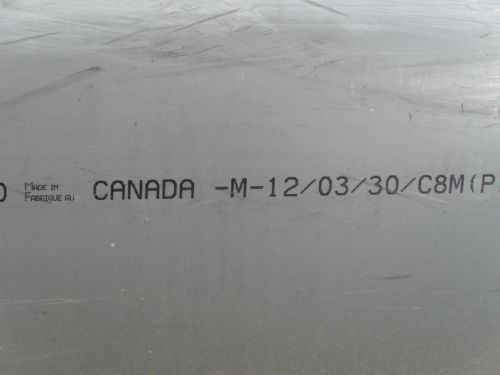 MADE IN
FABRIQUE AU
CANADA -M-12/03/30/C8M(P